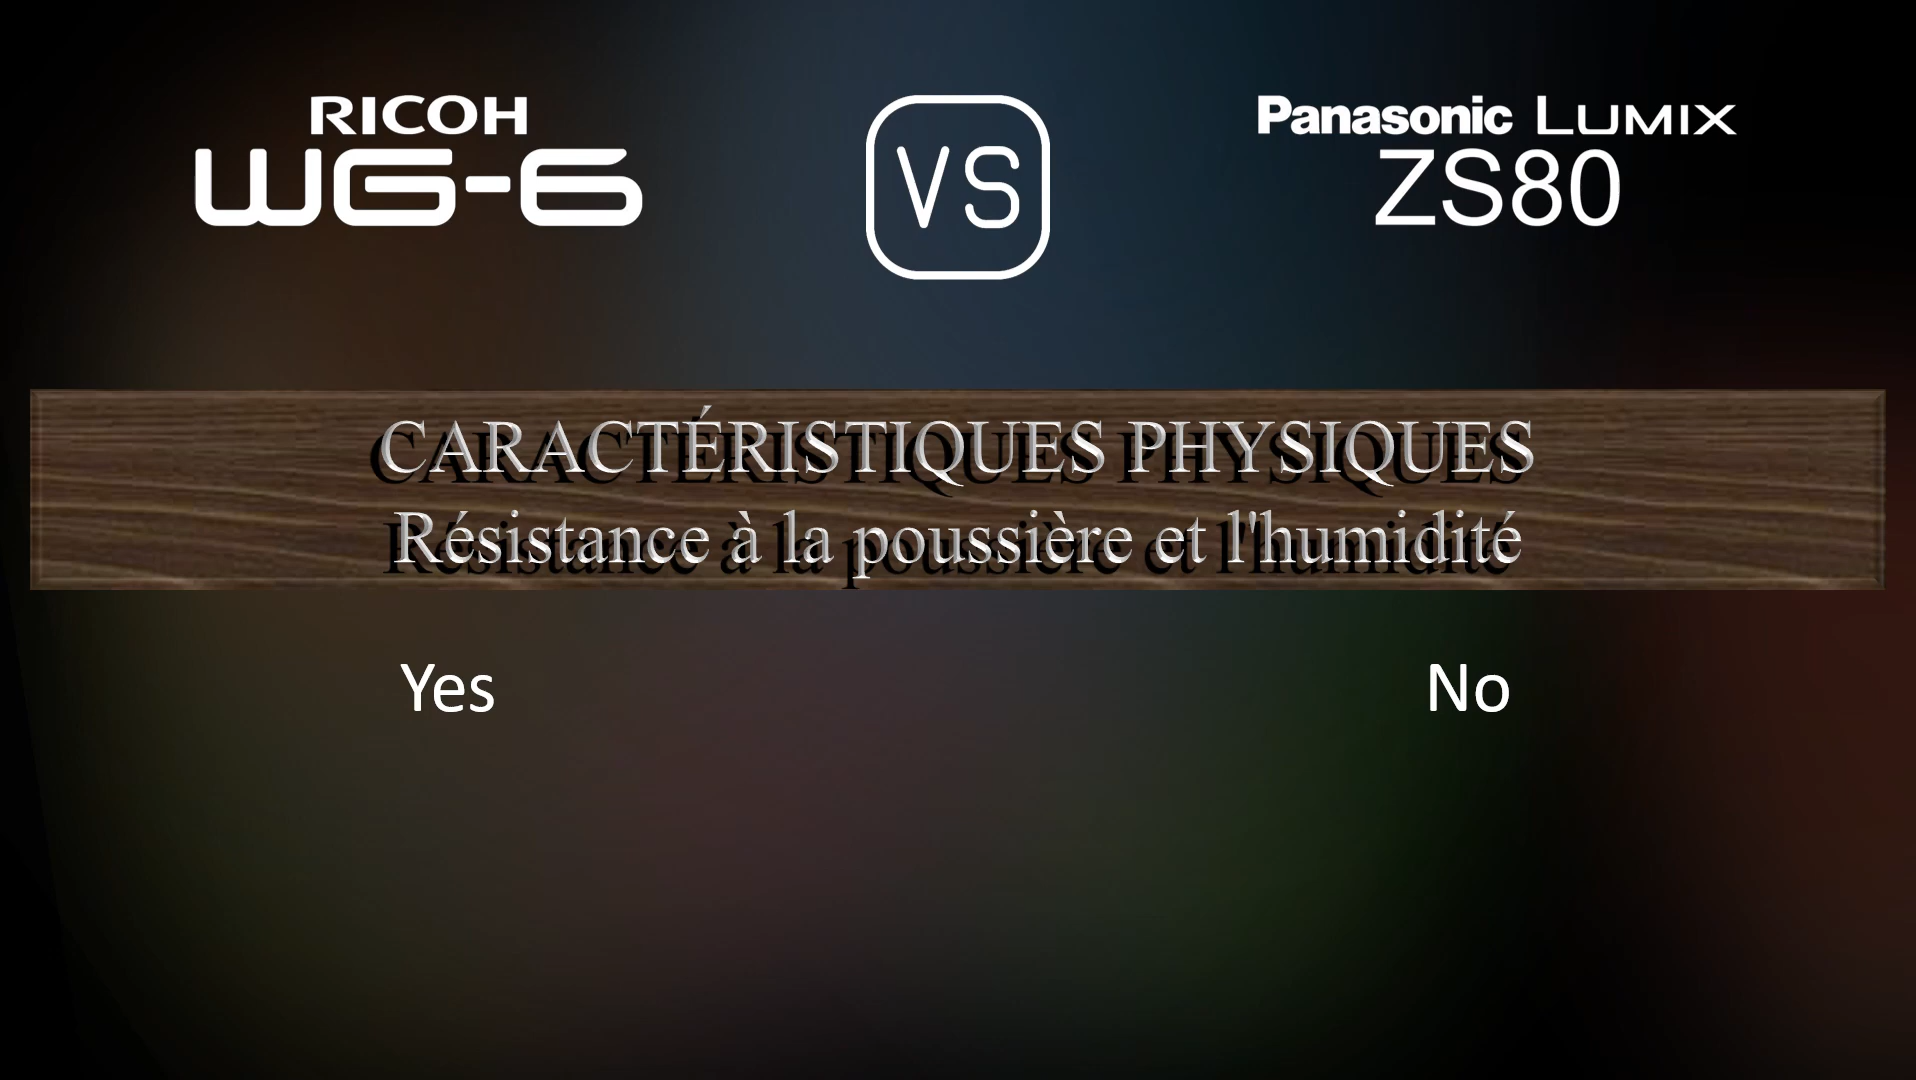 RICOH
WG-6
VS
Panasonic LUMIX
ZS80
CARACTÉRISTIQUES PHYSIQUES
Résistance à la poussière et l'humidité
Yes
No